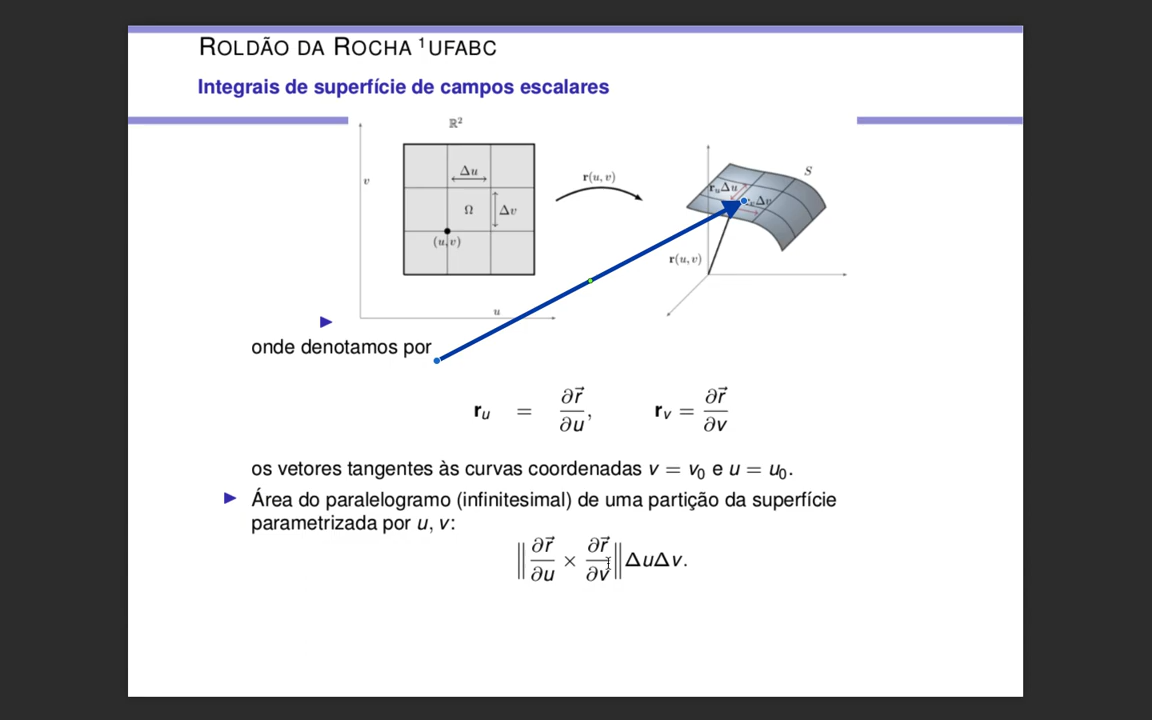 ROLDÃO DA ROCHA ¹UFABC
Integrais de superfície de campos escalares
ℝ²
v
Δu
Ω
Δv
(u, v)
u
r(u, v)
S
r_uΔu
Δv
r(u, v)
onde denotamos por
r_u = ∂r⃗/∂u, r_v = ∂r⃗/∂v
os vetores tangentes às curvas coordenadas v = v₀ e u = u₀.
Área do paralelogramo (infinitesimal) de uma partição da superfície
parametrizada por u, v:
‖∂r⃗/∂u × ∂r⃗/∂v‖ΔuΔv.